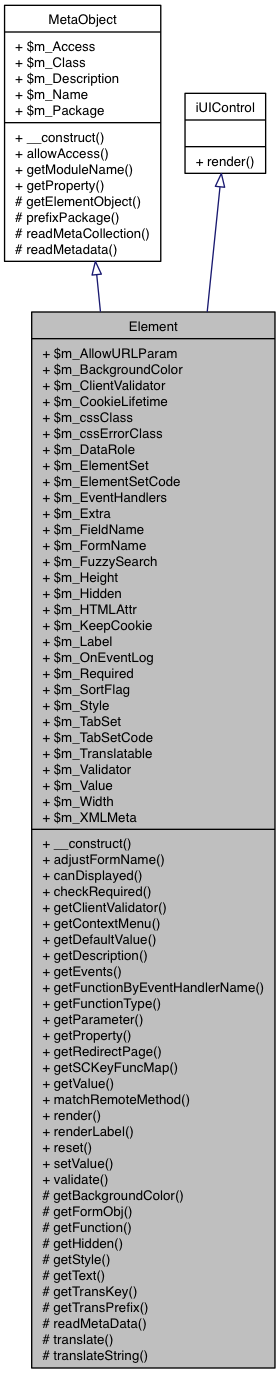 MetaObject
+ $m_Access
+ $m_Class
+ $m_Description
+ $m_Name
+ $m_Package
+ __construct()
+ allowAccess()
+ getModuleName()
+ getProperty()
# getElementObject()
# prefixPackage()
# readMetaCollection()
# readMetadata()
iUIControl
+ render()
Element
+ $m_AllowURLParam
+ $m_BackgroundColor
+ $m_ClientValidator
+ $m_CookieLifetime
+ $m_cssClass
+ $m_cssErrorClass
+ $m_DataRole
+ $m_ElementSet
+ $m_ElementSetCode
+ $m_EventHandlers
+ $m_Extra
+ $m_FieldName
+ $m_FormName
+ $m_FuzzySearch
+ $m_Height
+ $m_Hidden
+ $m_HTMLAttr
+ $m_KeepCookie
+ $m_Label
+ $m_OnEventLog
+ $m_Required
+ $m_SortFlag
+ $m_Style
+ $m_TabSet
+ $m_TabSetCode
+ $m_Translatable
+ $m_Validator
+ $m_Value
+ $m_Width
+ $m_XMLMeta
+ __construct()
+ adjustFormName()
+ canDisplayed()
+ checkRequired()
+ getClientValidator()
+ getContextMenu()
+ getDefaultValue()
+ getDescription()
+ getEvents()
+ getFunctionByEventHandlerName()
+ getFunctionType()
+ getParameter()
+ getProperty()
+ getRedirectPage()
+ getSCKeyFuncMap()
+ getValue()
+ matchRemoteMethod()
+ render()
+ renderLabel()
+ reset()
+ setValue()
+ validate()
# getBackgroundColor()
# getFormObj()
# getFunction()
# getHidden()
# getStyle()
# getText()
# getTransKey()
# getTransPrefix()
# readMetaData()
# translate()
# translateString()